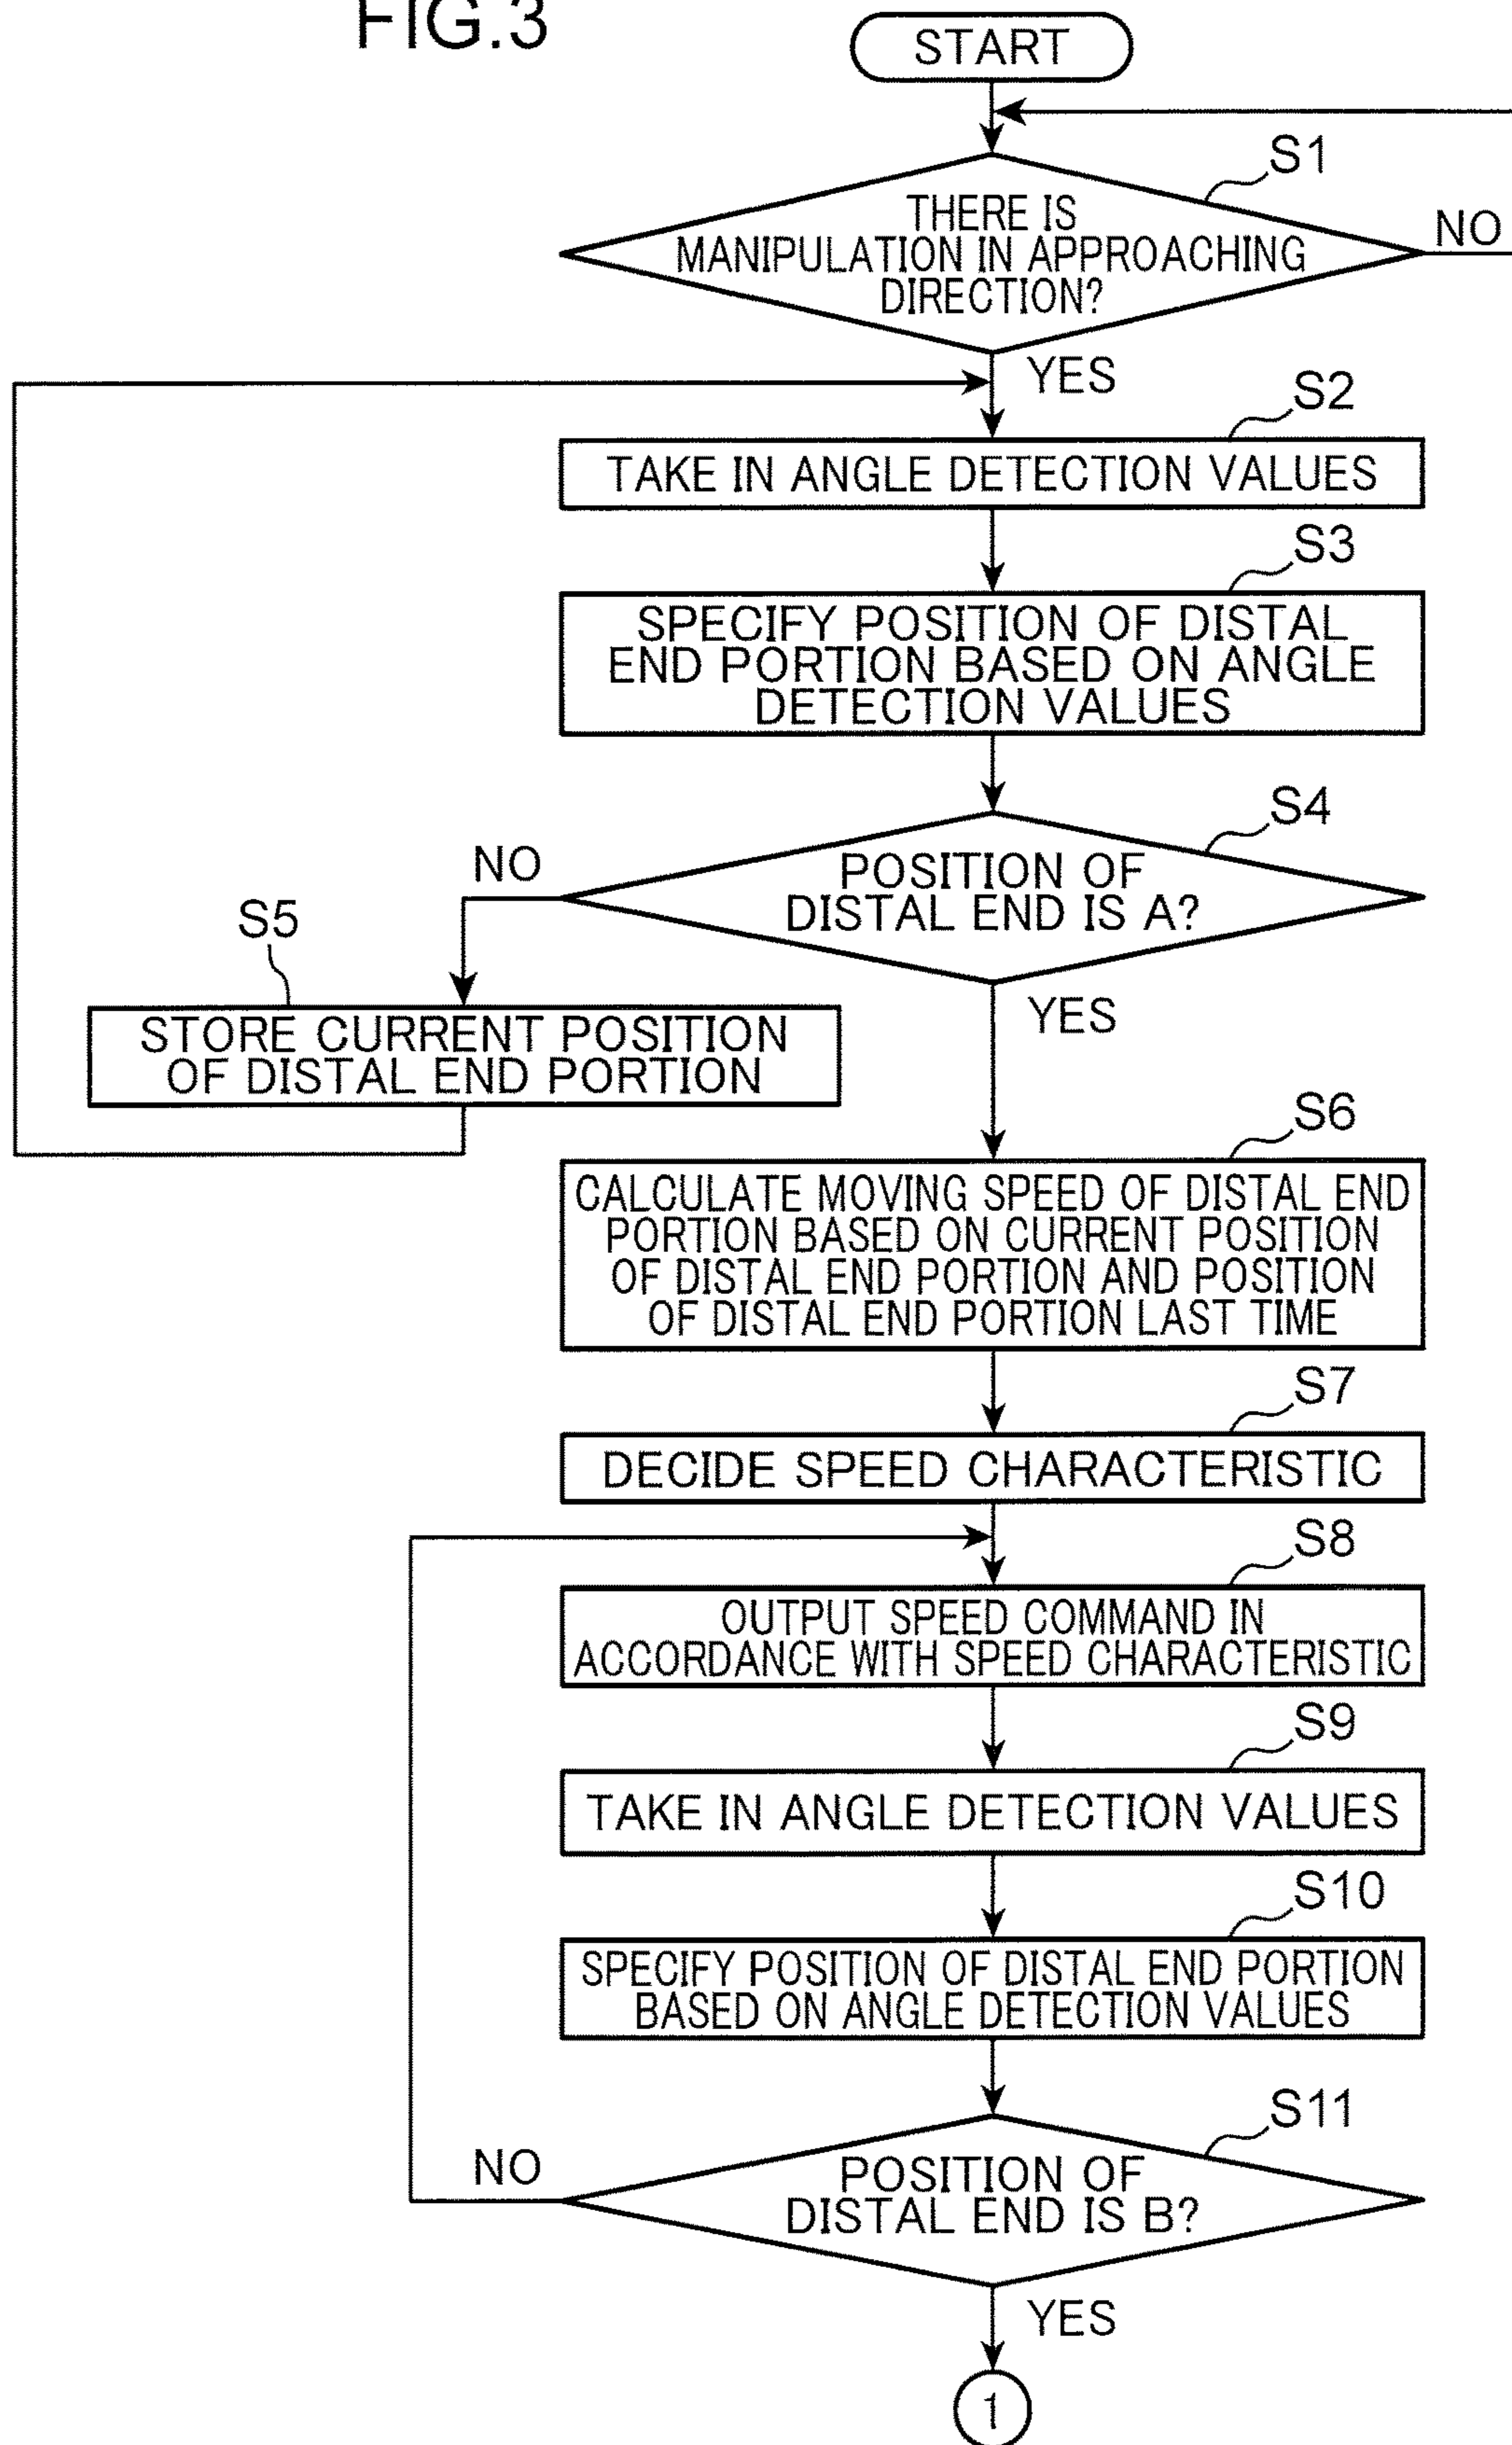 FIG.3
START
S1
THERE IS
MANIPULATION IN APPROACHING
DIRECTION?
NO
YES
S2
TAKE IN ANGLE DETECTION VALUES
S3
SPECIFY POSITION OF DISTAL
END PORTION BASED ON ANGLE
DETECTION VALUES
S4
POSITION OF
DISTAL END IS A?
NO
S5
STORE CURRENT POSITION
OF DISTAL END PORTION
YES
S6
CALCULATE MOVING SPEED OF DISTAL END
PORTION BASED ON CURRENT POSITION
OF DISTAL END PORTION AND POSITION
OF DISTAL END PORTION LAST TIME
S7
DECIDE SPEED CHARACTERISTIC
S8
OUTPUT SPEED COMMAND IN
ACCORDANCE WITH SPEED CHARACTERISTIC
S9
TAKE IN ANGLE DETECTION VALUES
S10
SPECIFY POSITION OF DISTAL END PORTION
BASED ON ANGLE DETECTION VALUES
S11
POSITION OF
DISTAL END IS B?
NO
YES
1